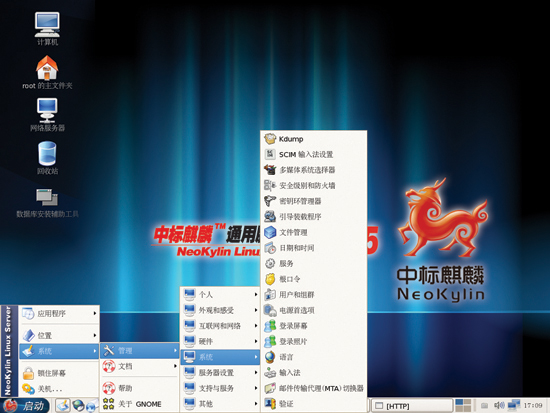 计算机
root 的主文件夹
网络服务器
回收站
数据库安装辅助工具
中标麒麟™通用服
NeoKylin Linux
5
中标麒麟
NeoKylin
NeoKylin Linux Server
应用程序
位置
系统
锁住屏幕
关机...
管理
文档
帮助
关于 GNOME
个人
外观和感受
互联网和网络
硬件
系统
服务器设置
支持与服务
其他
Kdump
SCIM 输入法设置
多媒体系统选择器
安全级别和防火墙
密钥环管理器
引导装载程序
文件管理
日期和时间
服务
根口令
用户和组群
电源首选项
登录屏幕
登录照片
语言
输入法
邮件传输代理(MTA)切换器
验证
启动
[HTTP]
17:09